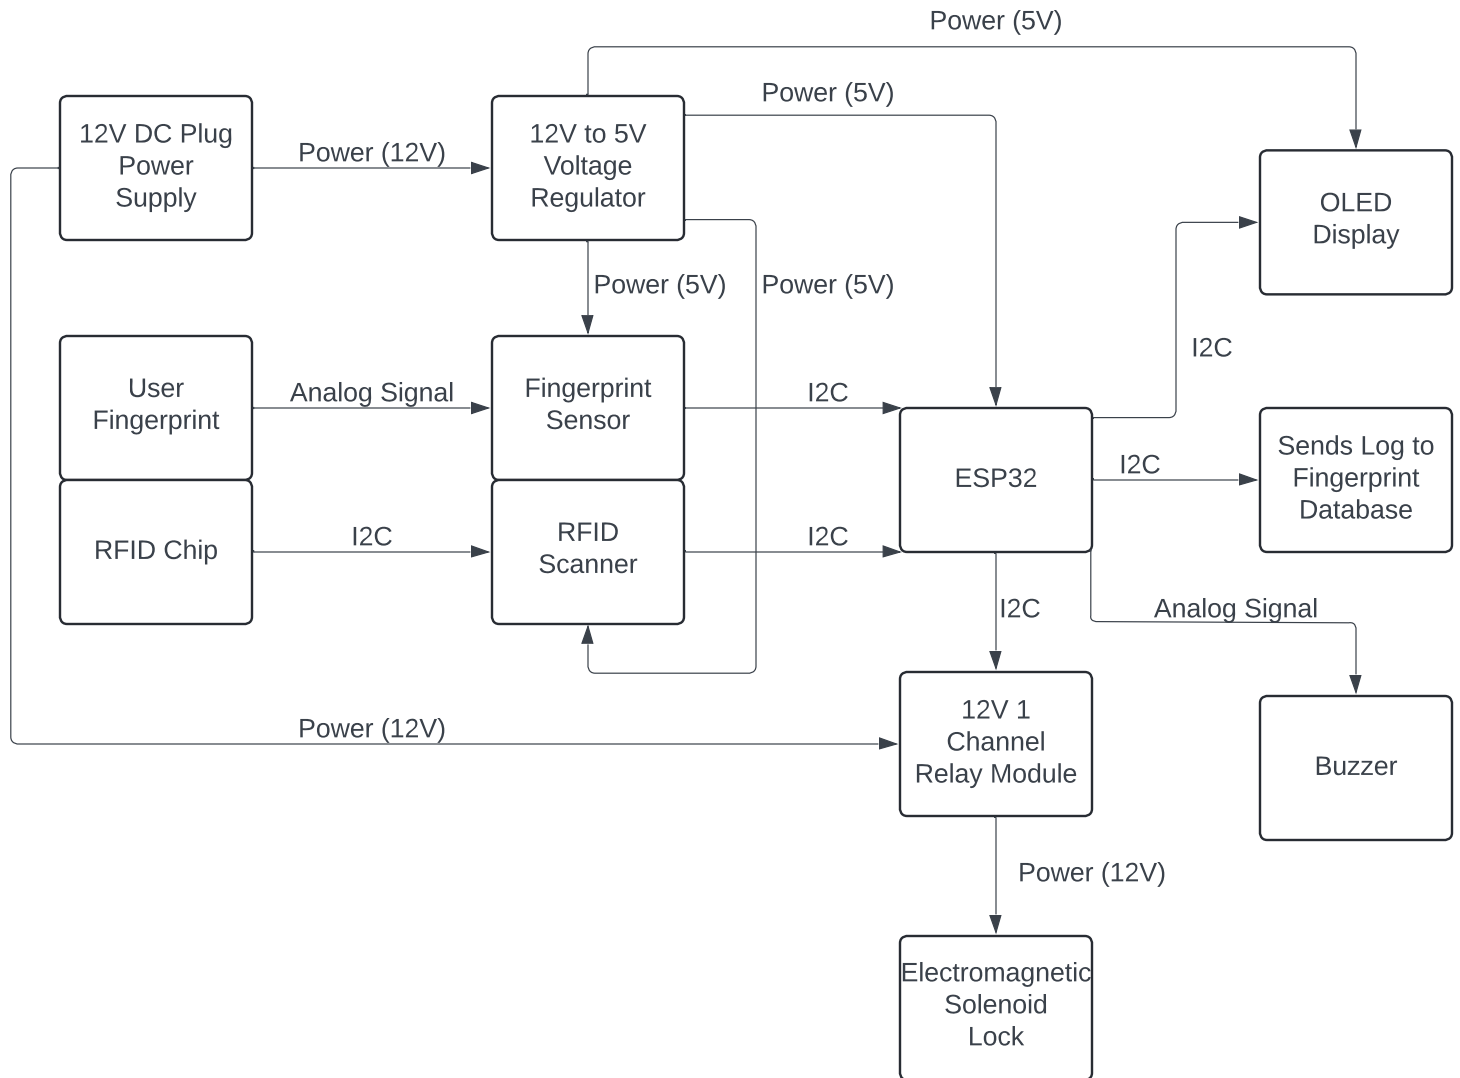 Power (5V)
Power (5V)
12V DC Plug
Power
Supply
Power (12V)
12V to 5V
Voltage
Regulator
OLED
Display
Power (5V)
Power (5V)
I2C
User
Fingerprint
Analog Signal
Fingerprint
Sensor
I2C
ESP32
I2C
Sends Log to
Fingerprint
Database
RFID Chip
I2C
RFID
Scanner
I2C
I2C
Analog Signal
Power (12V)
12V 1
Channel
Relay Module
Buzzer
Power (12V)
Electromagnetic
Solenoid
Lock